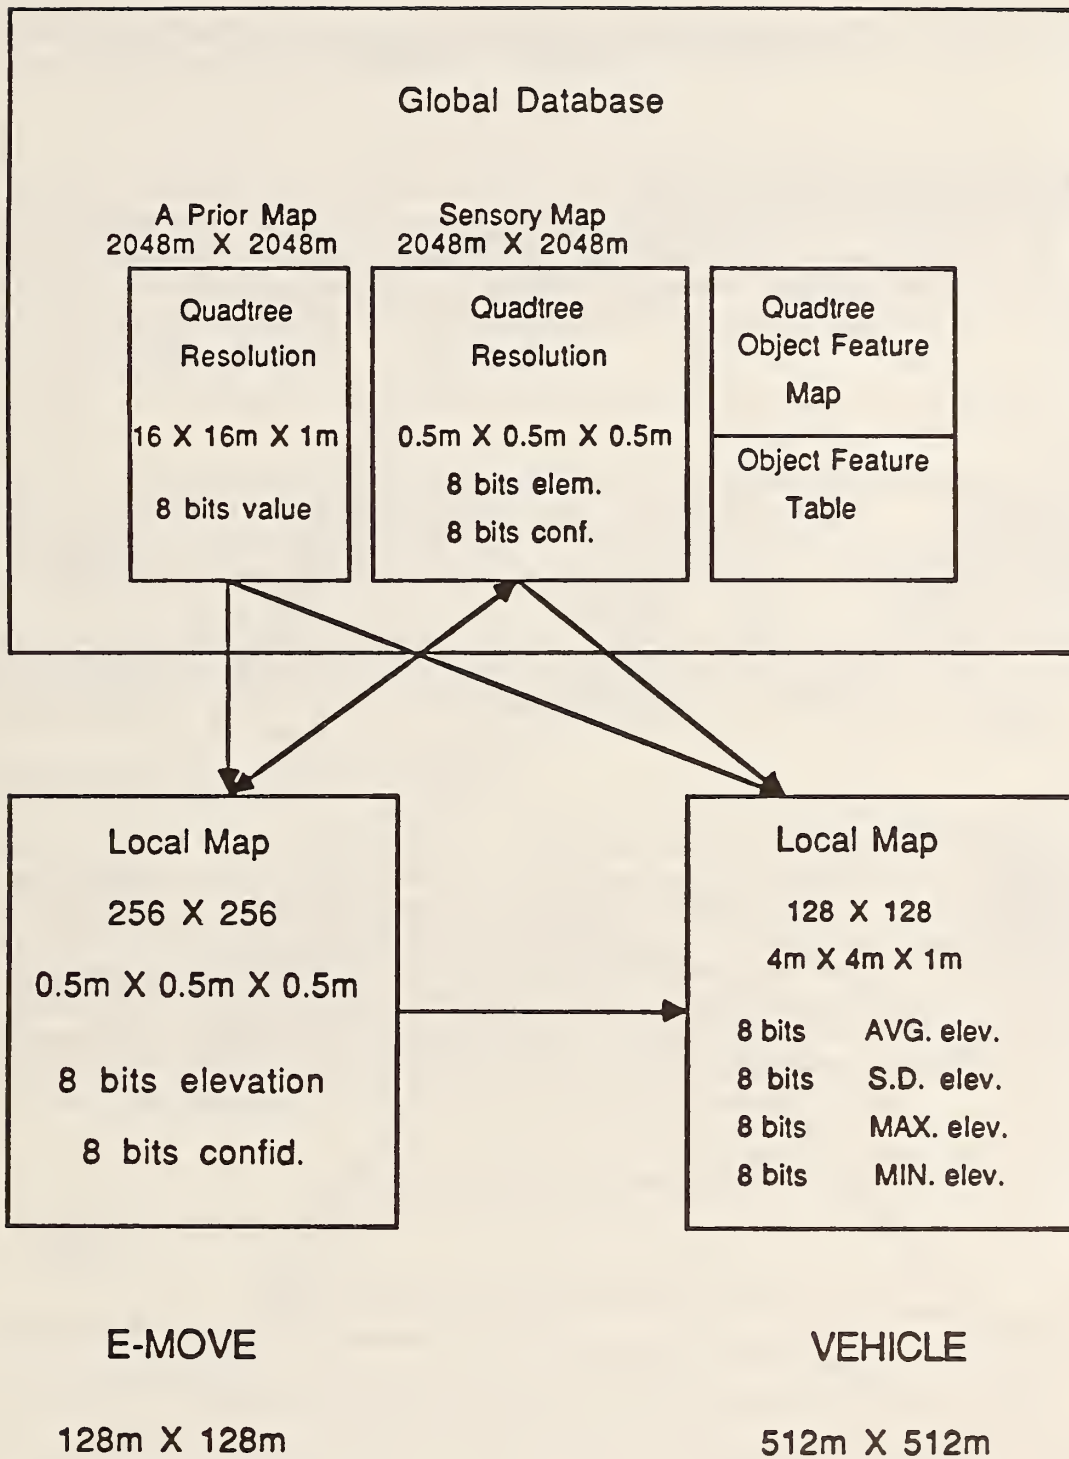 Global Database
A Prior Map
2048m X 2048m
Quadtree
Resolution
16 X 16m X 1m
8 bits value
Sensory Map
2048m X 2048m
Quadtree
Resolution
0.5m X 0.5m X 0.5m
8 bits elem.
8 bits conf.
Quadtree
Object Feature
Map
Object Feature
Table
Local Map
256 X 256
0.5m X 0.5m X 0.5m
8 bits elevation
8 bits confid.
Local Map
128 X 128
4m X 4m X 1m
8 bits AVG. elev.
8 bits S.D. elev.
8 bits MAX. elev.
8 bits MIN. elev.
E-MOVE
128m X 128m
VEHICLE
512m X 512m